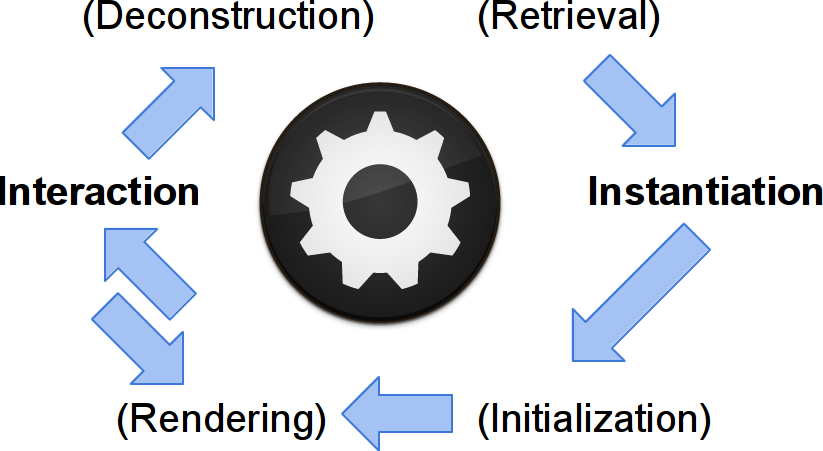 (Deconstruction)
(Retrieval)
Interaction
Instantiation
(Rendering)
(Initialization)